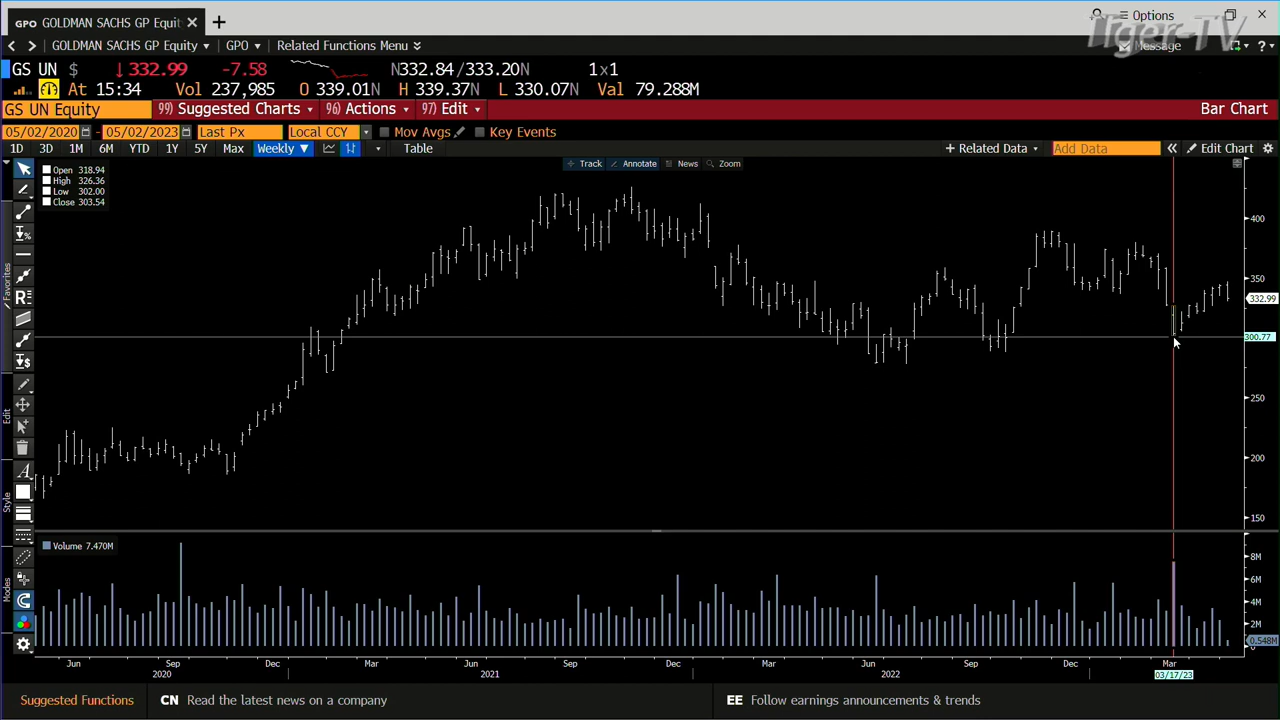 GPO GOLDMAN SACHS GP Equity ✕ +
Options
Tiger-TV
GOLDMAN SACHS GP Equity ▾ GPO ▾ Related Functions Menu
Message
?
GS UN $ ↓332.99 -7.58 N332.84/333.20N 1x1
At 15:34 Vol 237,985 O 339.01N H 339.37N L 330.07N Val 79.288M
GS UN Equity 99) Suggested Charts 96) Actions 97) Edit Bar Chart
05/02/2020 - 05/02/2023 Last Px Local CCY Mov Avgs Key Events
1D 3D 1M 6M YTD 1Y 5Y Max Weekly ▼ Table + Related Data Add Data « Edit Chart
Track Annotate News Zoom
Open 318.94
High 326.36
Low 302.00
Close 303.54
400
350
332.99
300.77
250
200
150
Favorites
Edit
Style
Modes
Volume 7.470M
8M
6M
4M
2M
0.548M
Jun Sep Dec Mar Jun Sep Dec Mar Jun Sep Dec Mar
2020 2021 2022 03/17/23
Suggested Functions CN Read the latest news on a company EE Follow earnings announcements & trends